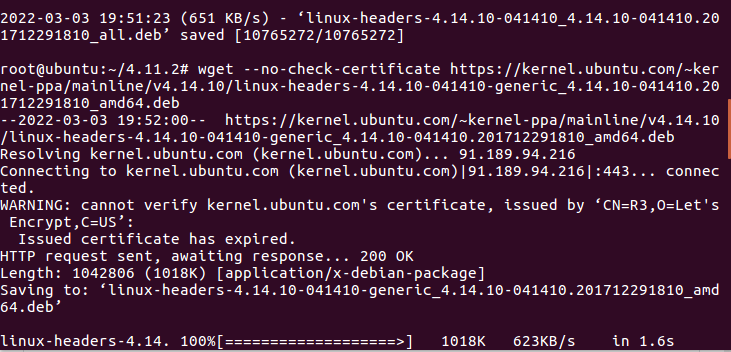 2022-03-03 19:51:23 (651 KB/s) - ‘linux-headers-4.14.10-041410_4.14.10-041410.20
1712291810_all.deb’ saved [10765272/10765272]
root@ubuntu:~/4.11.2# wget --no-check-certificate https://kernel.ubuntu.com/~ker
nel-ppa/mainline/v4.14.10/linux-headers-4.14.10-041410-generic_4.14.10-041410.20
1712291810_amd64.deb
--2022-03-03 19:52:00--  https://kernel.ubuntu.com/~kernel-ppa/mainline/v4.14.10
/linux-headers-4.14.10-041410-generic_4.14.10-041410.201712291810_amd64.deb
Resolving kernel.ubuntu.com (kernel.ubuntu.com)... 91.189.94.216
Connecting to kernel.ubuntu.com (kernel.ubuntu.com)|91.189.94.216|:443... connec
ted.
WARNING: cannot verify kernel.ubuntu.com's certificate, issued by ‘CN=R3,O=Let's
 Encrypt,C=US’:
  Issued certificate has expired.
HTTP request sent, awaiting response... 200 OK
Length: 1042806 (1018K) [application/x-debian-package]
Saving to: ‘linux-headers-4.14.10-041410-generic_4.14.10-041410.201712291810_amd
64.deb’
linux-headers-4.14. 100%[===================>]   1018K   623KB/s    in 1.6s